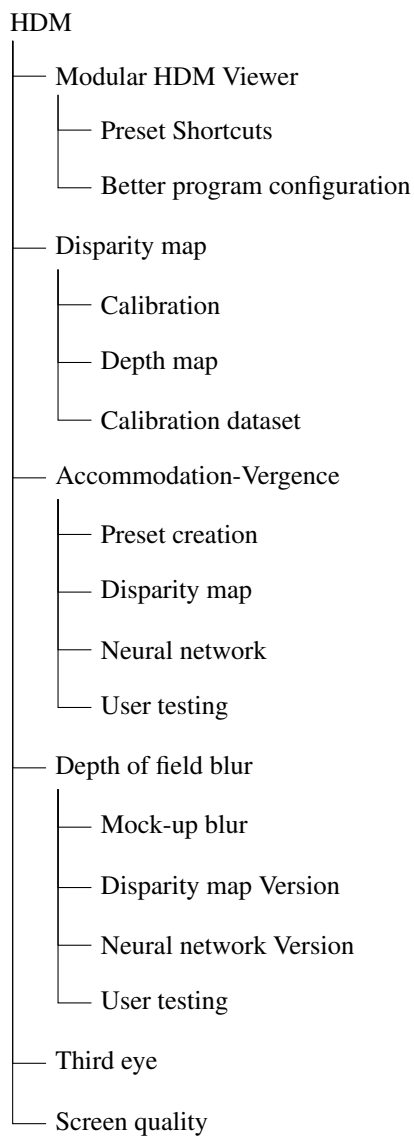 HDM
Modular HDM Viewer
Preset Shortcuts
Better program configuration
Disparity map
Calibration
Depth map
Calibration dataset
Accommodation-Vergence
Preset creation
Disparity map
Neural network
User testing
Depth of field blur
Mock-up blur
Disparity map Version
Neural network Version
User testing
Third eye
Screen quality